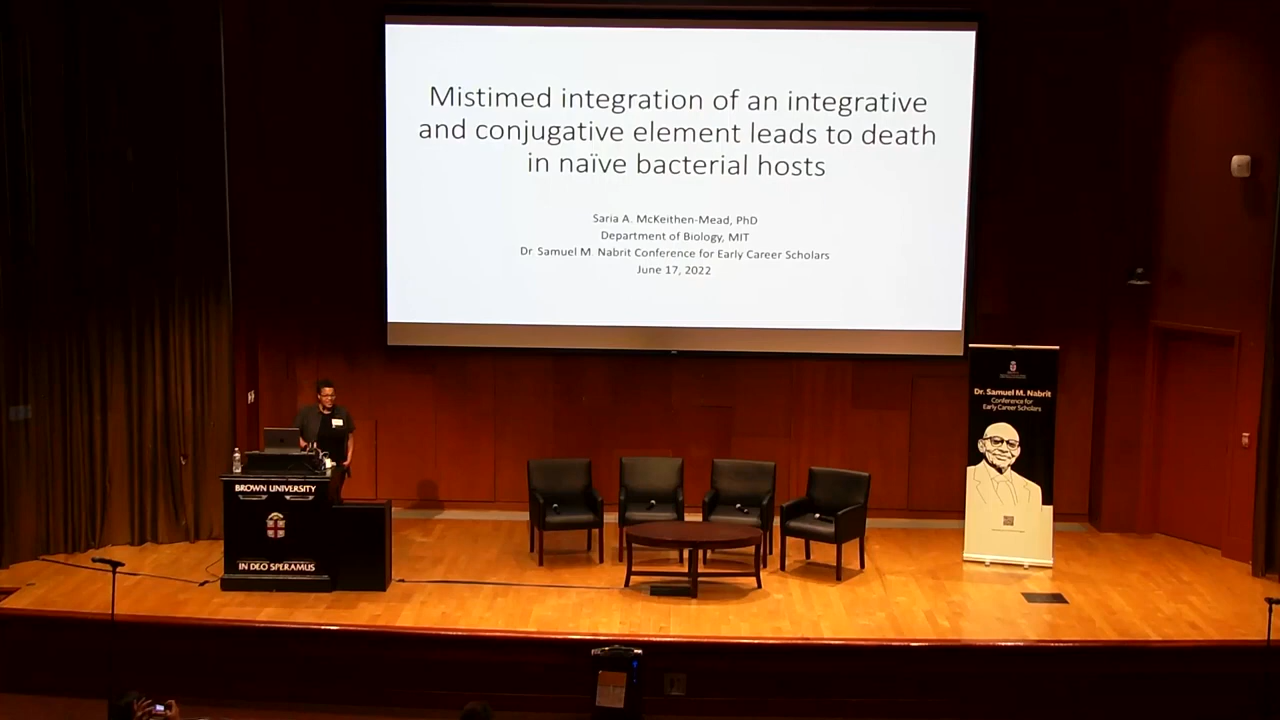 Mistimed integration of an integrative
and conjugative element leads to death
in naïve bacterial hosts
Saria A. McKeithen-Mead, PhD
Department of Biology, MIT
Dr Samuel M. Nabrit Conference for Early Career Scholars
June 17, 2022
Dr. Samuel M. Nabrit
Conference for
Early Career Scholars
BROWN UNIVERSITY
IN DEO SPERAMUS